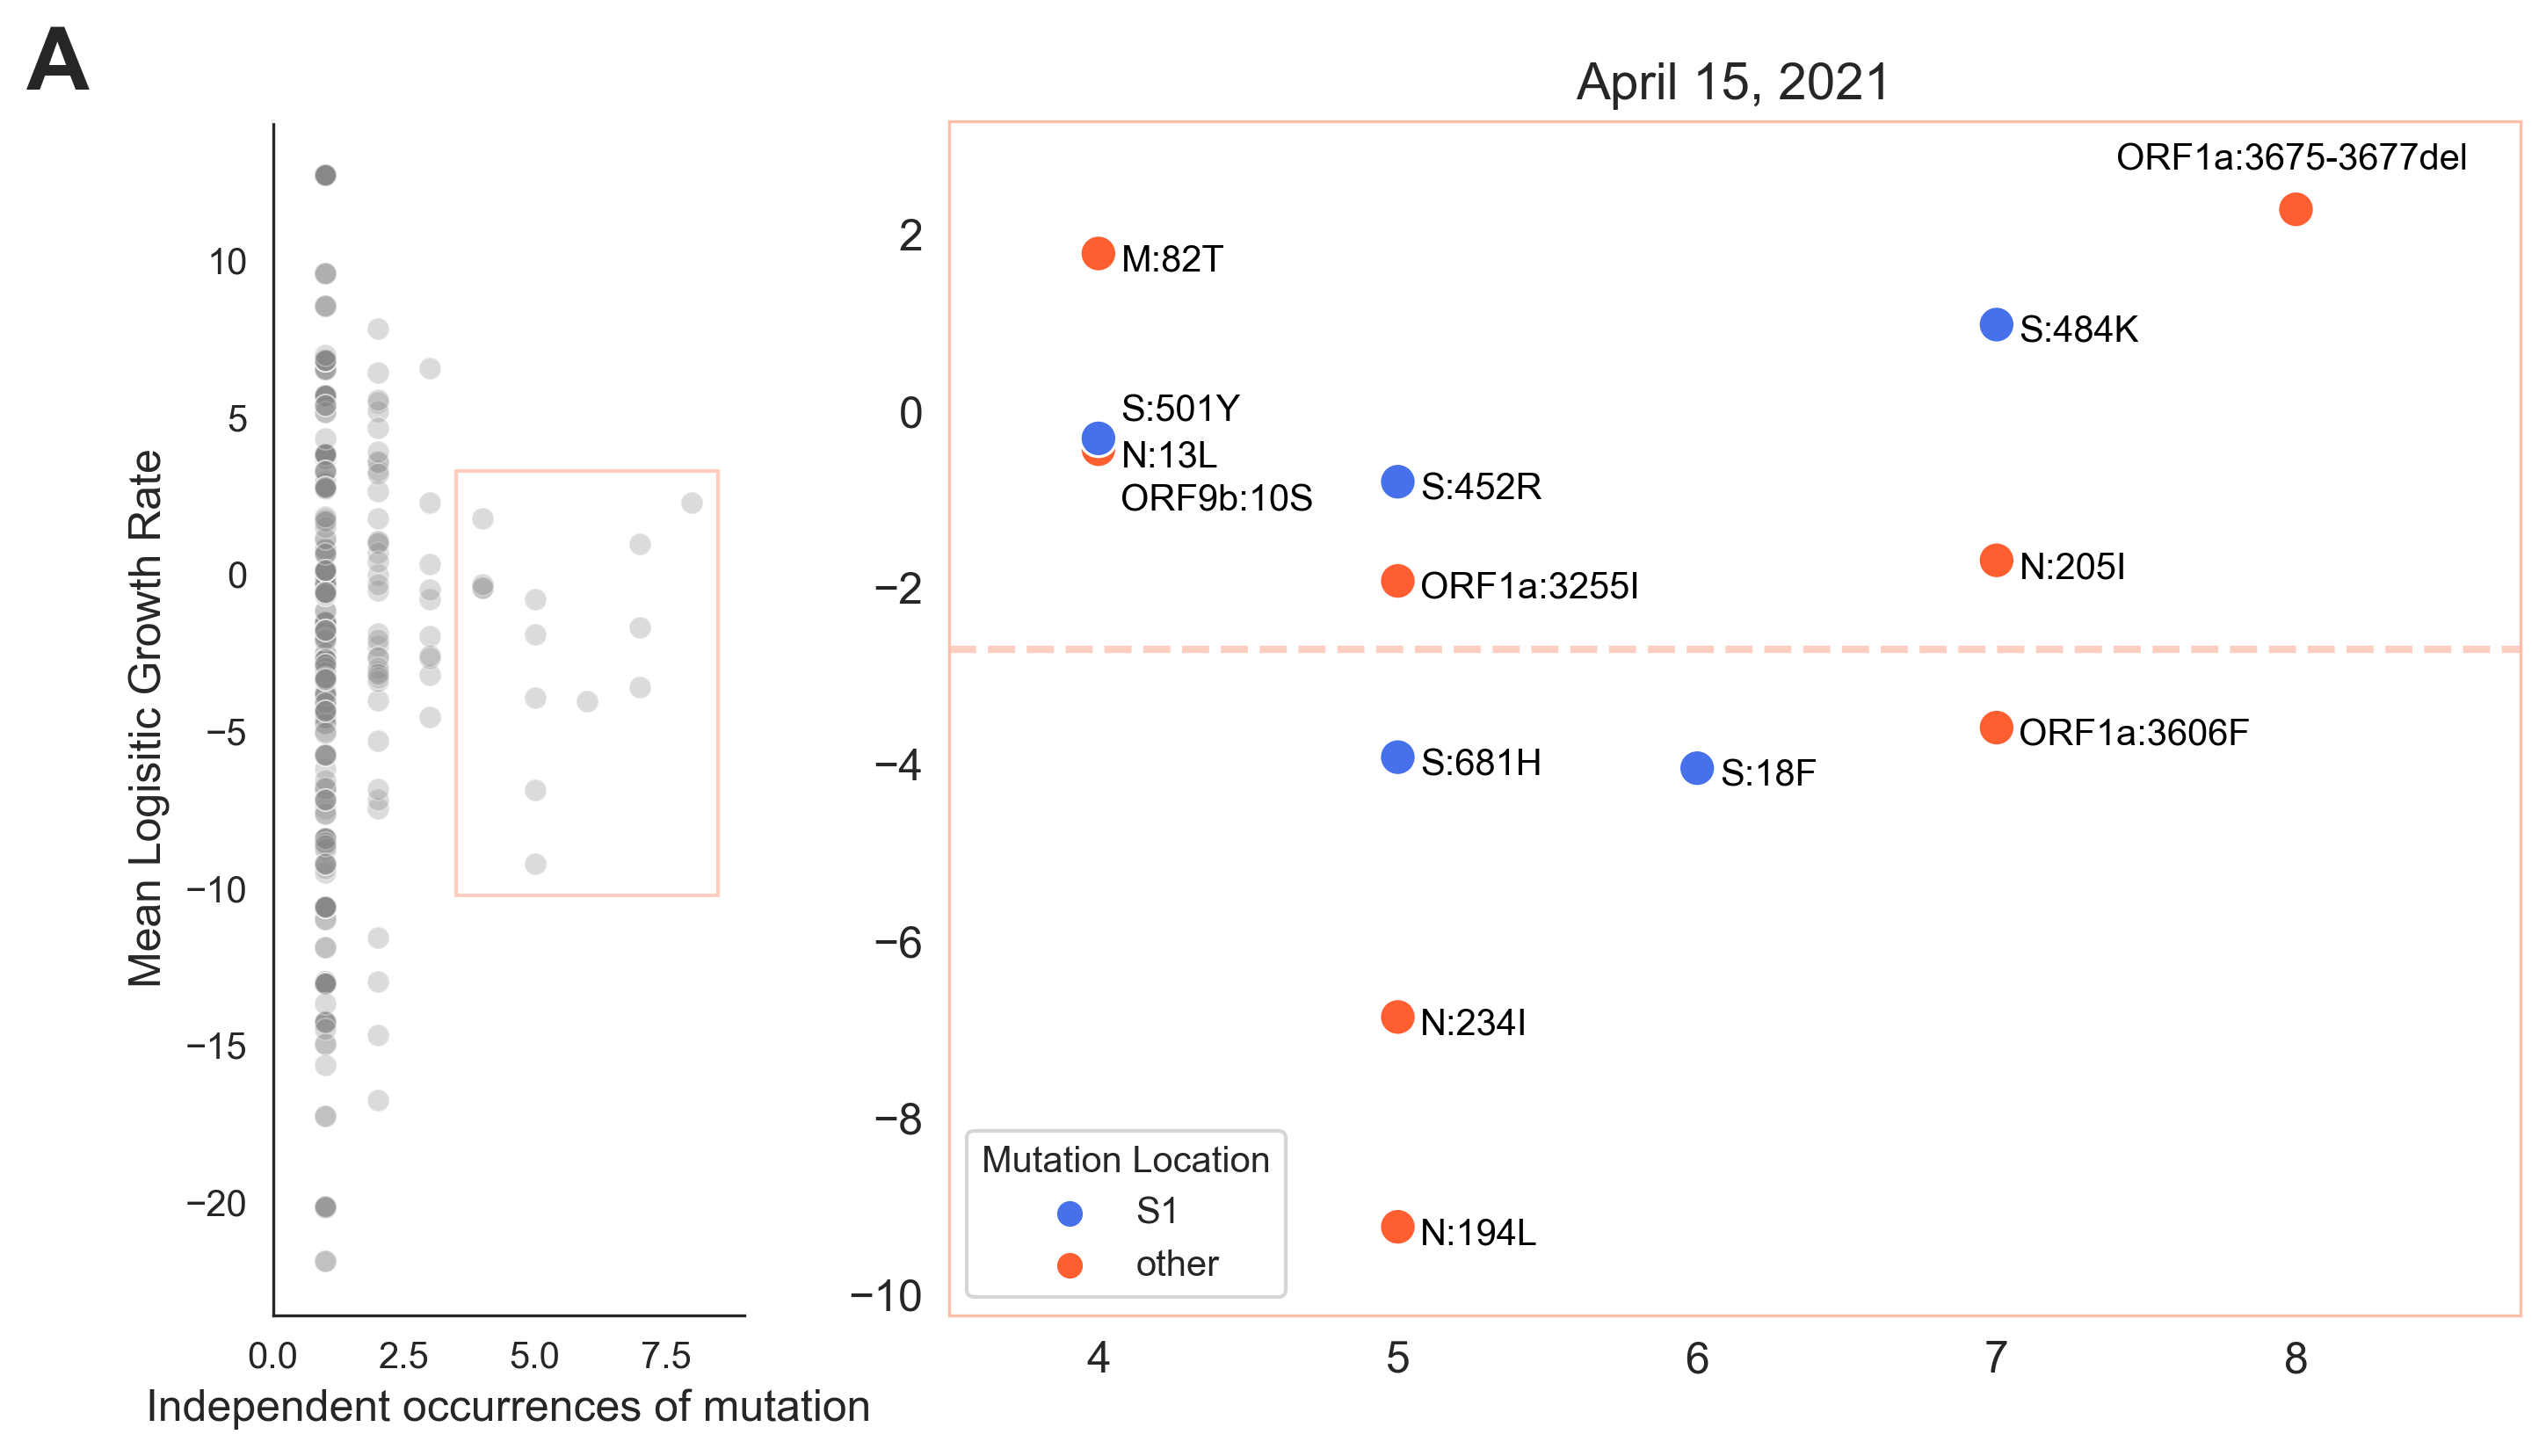 A
April 15, 2021
Mean Logisitic Growth Rate
10
5
0
−5
−10
−15
−20
0.0 2.5 5.0 7.5
Independent occurrences of mutation
2
0
−2
−4
−6
−8
−10
4 5 6 7 8
ORF1a:3675-3677del
M:82T
S:484K
S:501Y
N:13L
ORF9b:10S
S:452R
N:205I
ORF1a:3255I
ORF1a:3606F
S:681H
S:18F
N:234I
N:194L
Mutation Location
S1
other